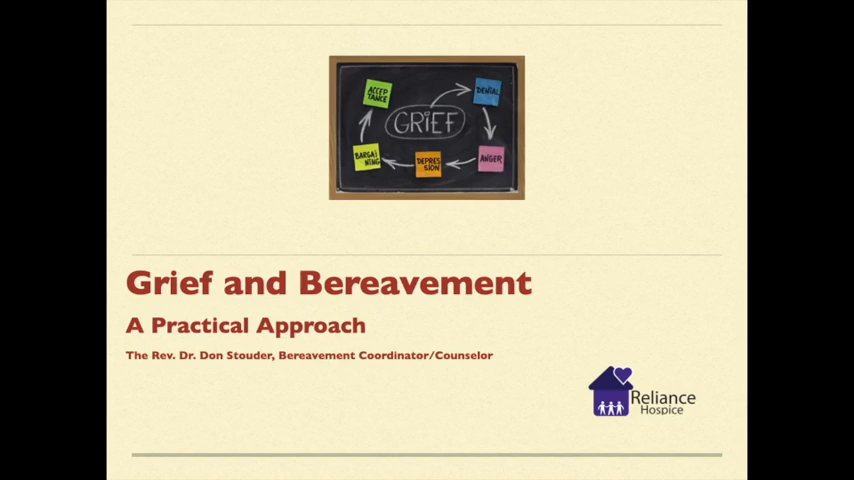 ACCEP
TANCE
DENIAL
GRiEF
BARGAI
NING
DEPRES
SION
ANGER
Grief and Bereavement
A Practical Approach
The Rev. Dr. Don Stouder, Bereavement Coordinator/Counselor
Reliance
Hospice